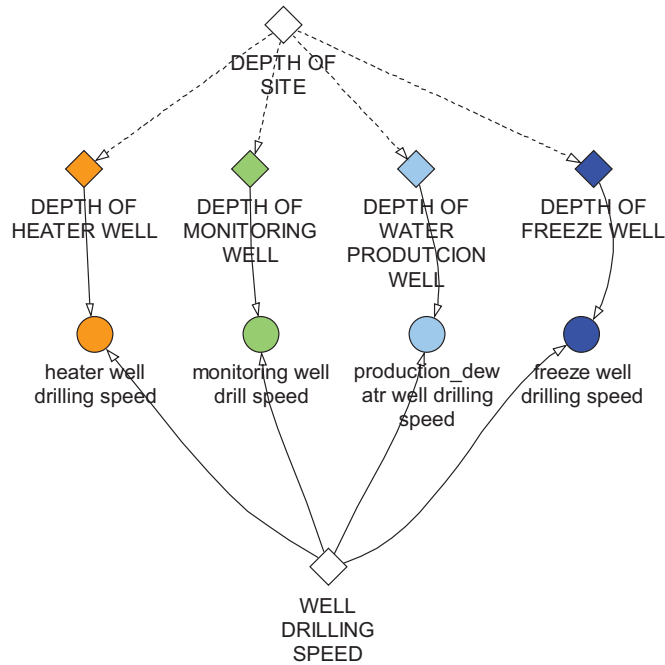 DEPTH OF
SITE
DEPTH OF
HEATER WELL
DEPTH OF
MONITORING
WELL
DEPTH OF
WATER
PRODUTCION
WELL
DEPTH OF
FREEZE WELL
heater well
drilling speed
monitoring well
drill speed
production_dew
atr well drilling
speed
freeze well
drilling speed
WELL
DRILLING
SPEED